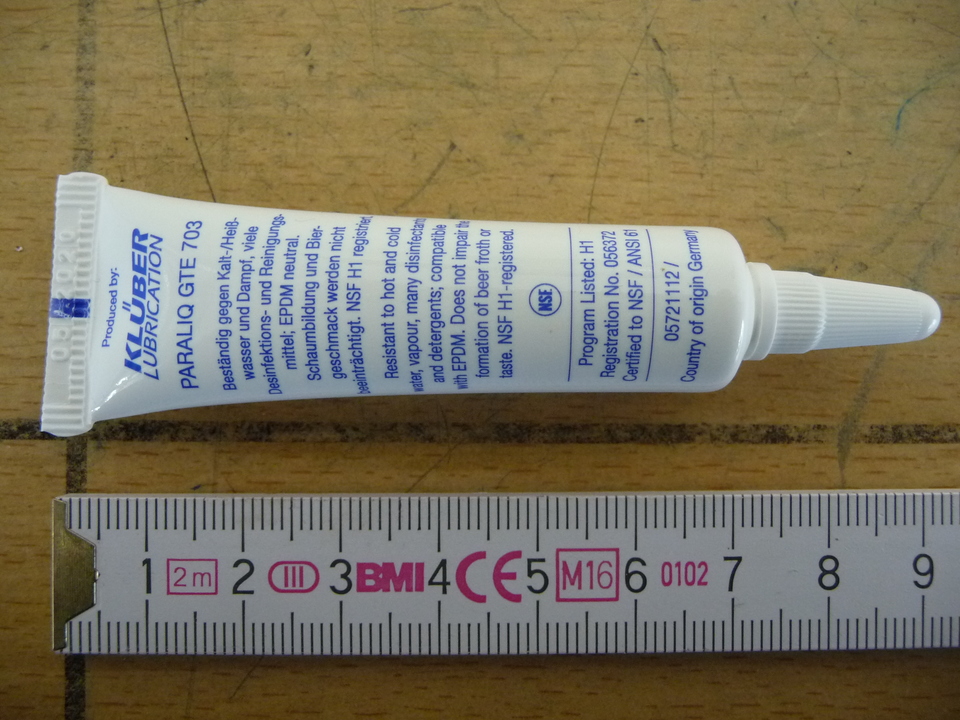 09 2020
Produced by:
KLÜBER
LUBRICATION
PARALIQ GTE 703
Beständig gegen Kalt-/Heiß-
wasser und Dampf, viele
Desinfektions- und Reinigungs-
mittel; EPDM neutral.
Schaumbildung und Bier-
geschmack werden nicht
beeinträchtigt. NSF H1 registriert.
Resistant to hot and cold
water, vapour, many disinfectants
and detergents; compatible
with EPDM. Does not impair the
formation of beer froth or
taste. NSF H1-registered.
NSF
Program Listed: H1
Registration No. 056372
Certified to NSF / ANSI 61
05721112 /
Country of origin Germany
1 2 m 2 III 3 BMI 4 CE 5 M16 6 0102 7 8 9